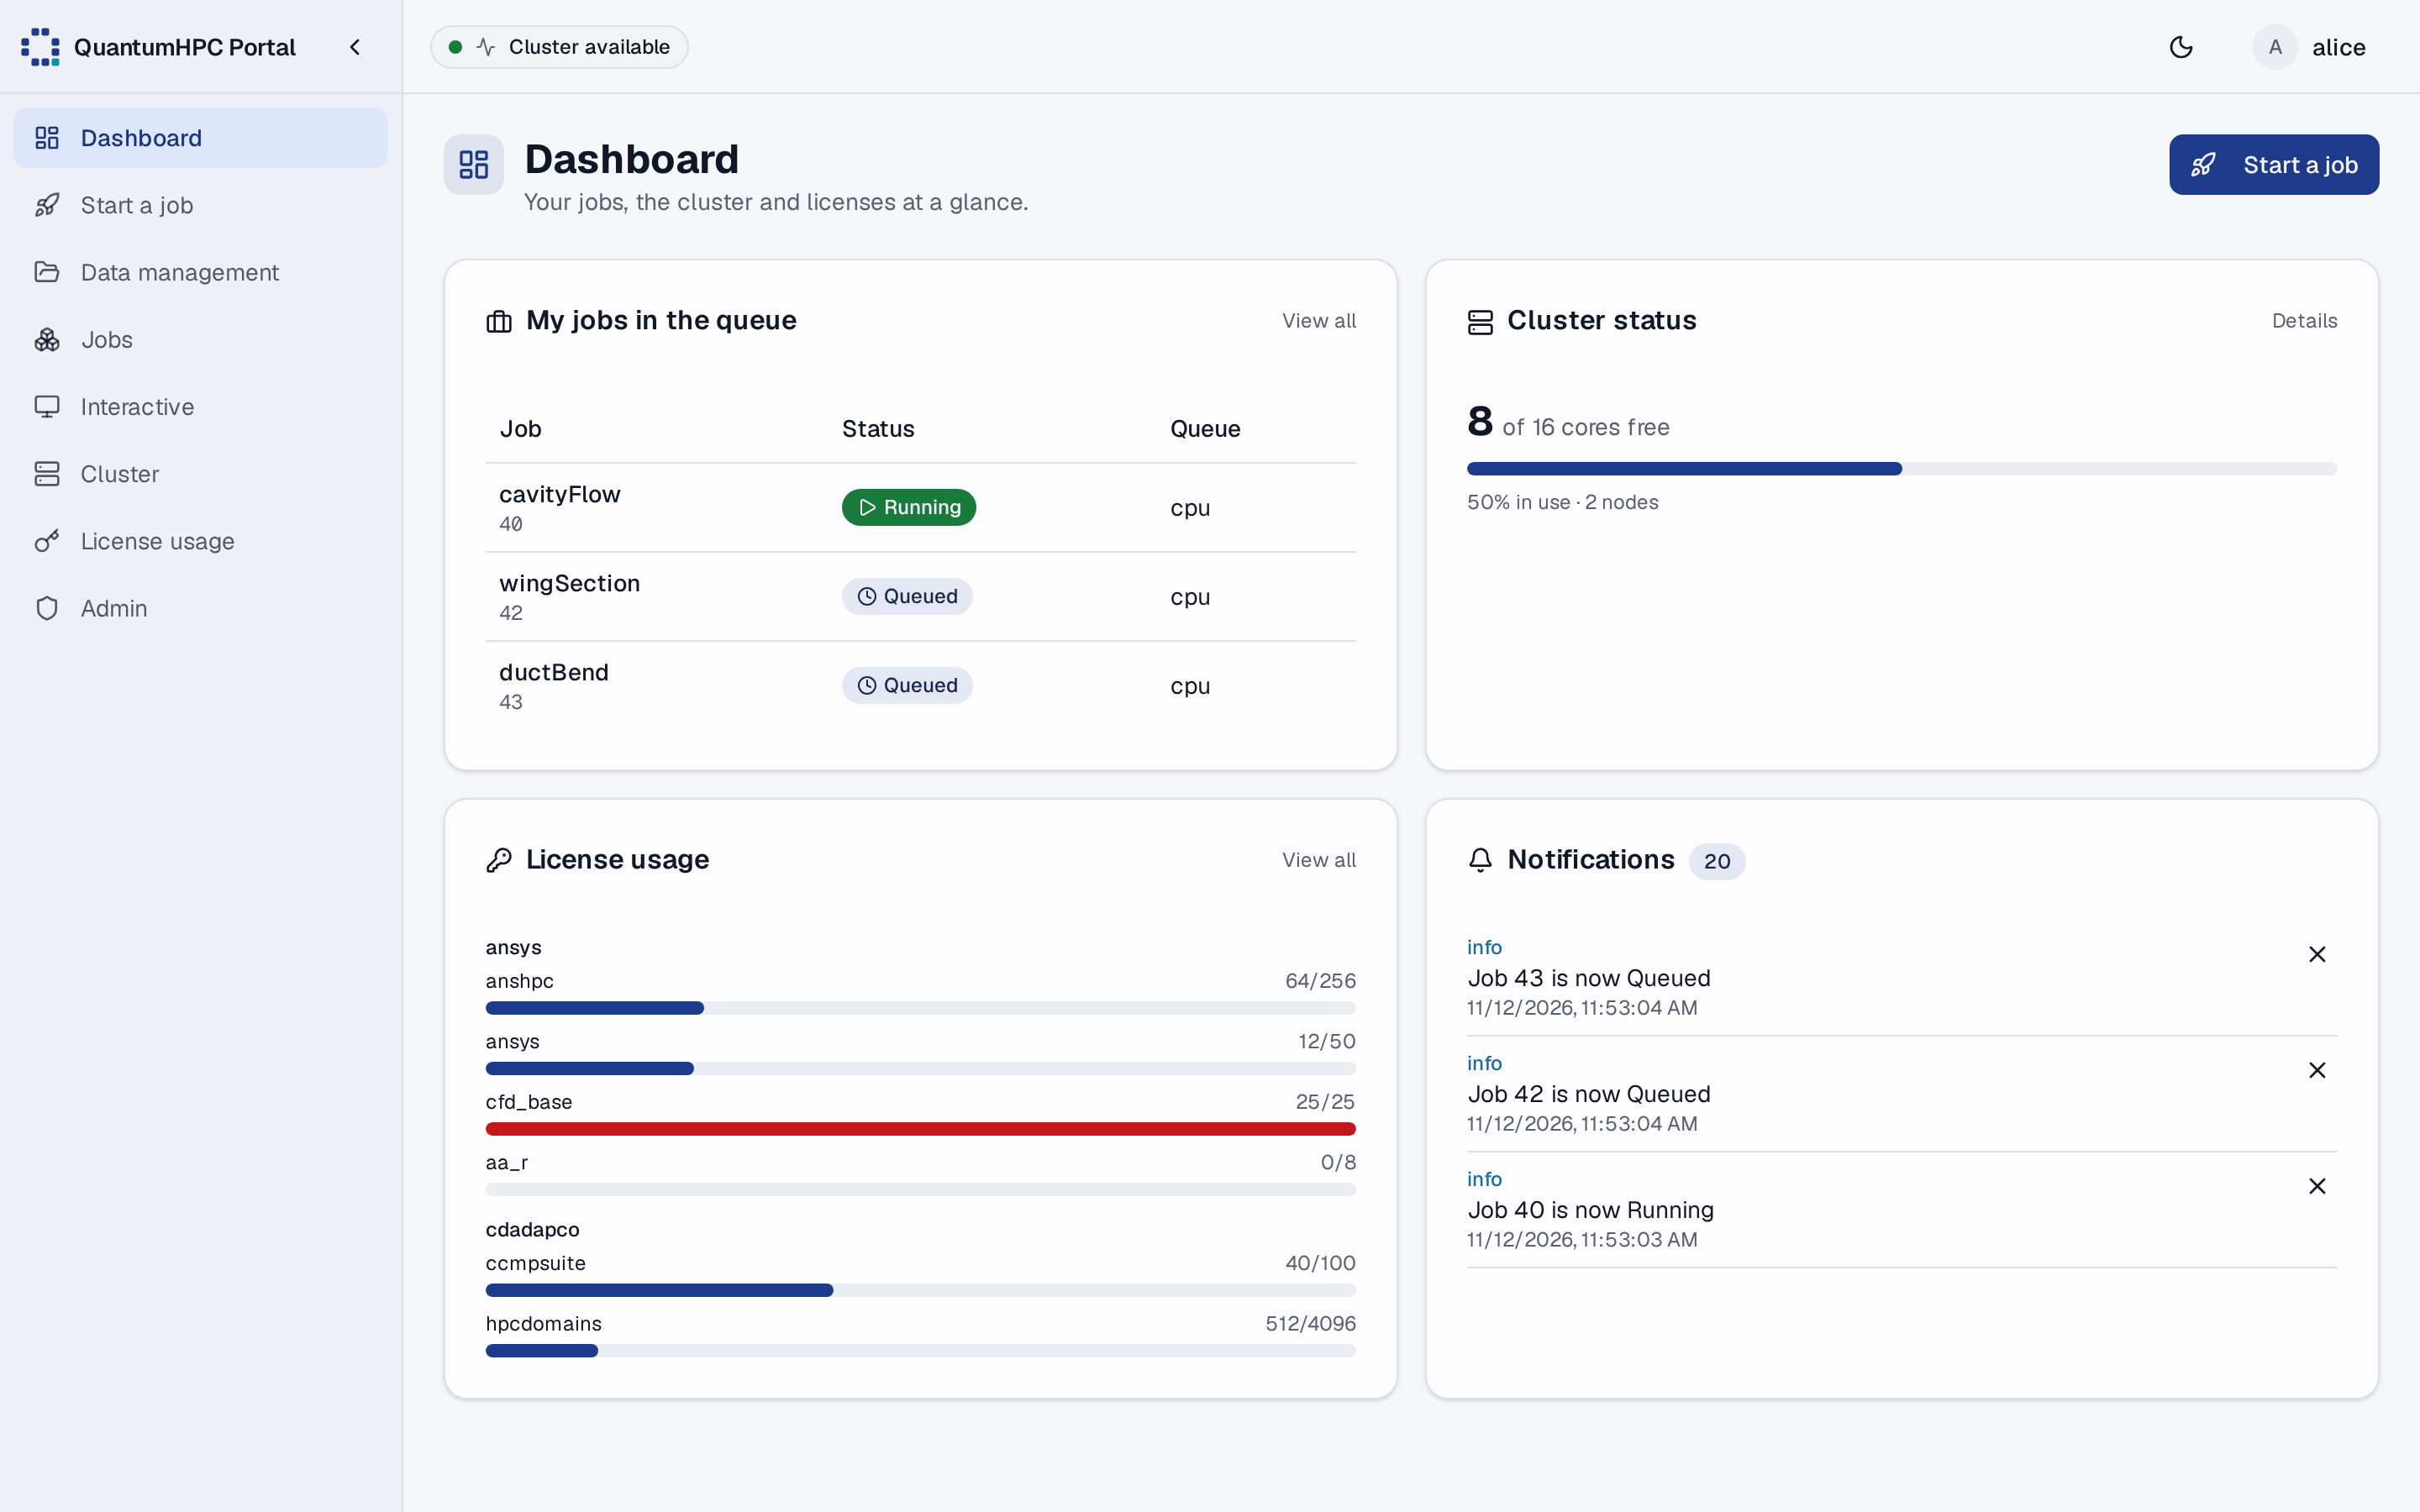 QuantumHPC Portal
Cluster available
A
alice
Dashboard
Start a job
Data management
Jobs
Interactive
Cluster
License usage
Admin
Dashboard
Your jobs, the cluster and licenses at a glance.
Start a job
My jobs in the queue
View all
Job Status Queue
cavityFlow
40
Running
cpu
wingSection
42
Queued
cpu
ductBend
43
Queued
cpu
Cluster status
Details
8 of 16 cores free
50% in use · 2 nodes
License usage
View all
ansys
anshpc 64/256
ansys 12/50
cfd_base 25/25
aa_r 0/8
cdadapco
ccmpsuite 40/100
hpcdomains 512/4096
Notifications 20
info
Job 43 is now Queued
11/12/2026, 11:53:04 AM
info
Job 42 is now Queued
11/12/2026, 11:53:04 AM
info
Job 40 is now Running
11/12/2026, 11:53:03 AM